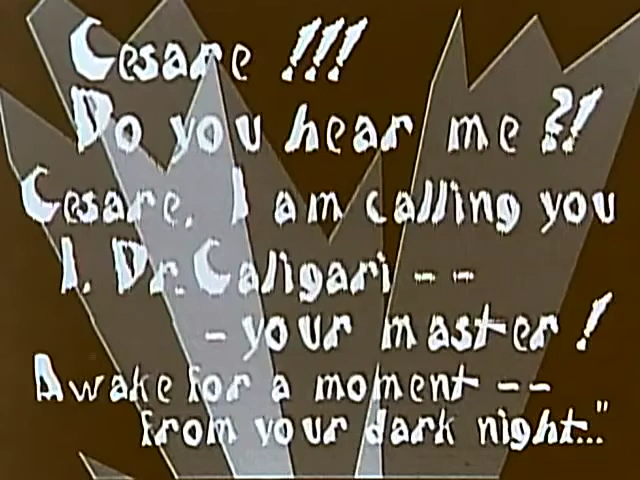 Cesare !!!
Do you hear me ?!
Cesare, I am calling you
I, Dr. Caligari - -
- your master !
Awake for a moment - -
from your dark night..."